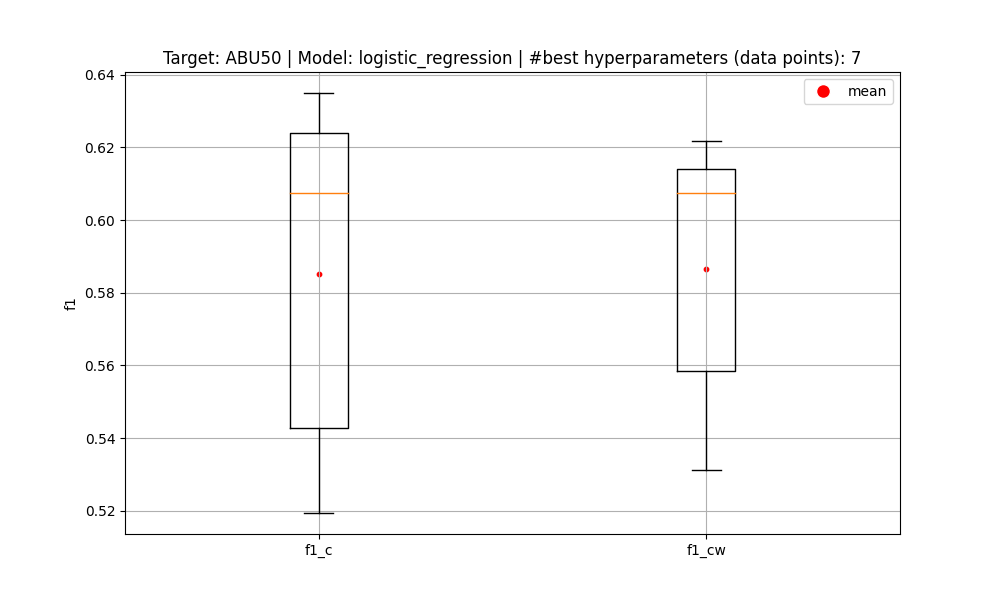 Target: ABU50 | Model: logistic_regression | #best hyperparameters (data points): 7
mean
f1
0.64
0.62
0.60
0.58
0.56
0.54
0.52
f1_c
f1_cw